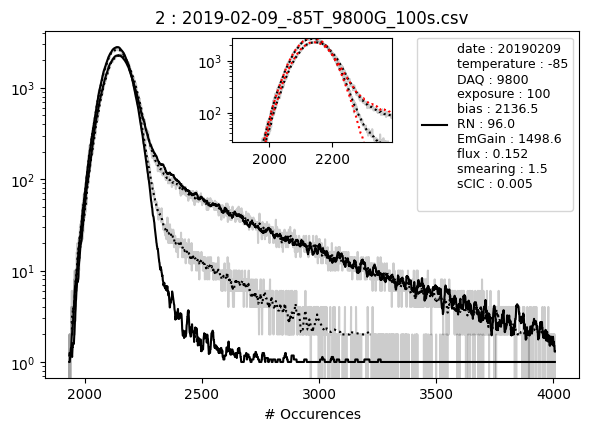 2 : 2019-02-09_-85T_9800G_100s.csv
date : 20190209
temperature : -85
DAQ : 9800
exposure : 100
bias : 2136.5
RN : 96.0
EmGain : 1498.6
flux : 0.152
smearing : 1.5
sCIC : 0.005
10³
10²
2000 2200
10³
10²
10¹
10⁰
2000 2500 3000 3500 4000
# Occurences